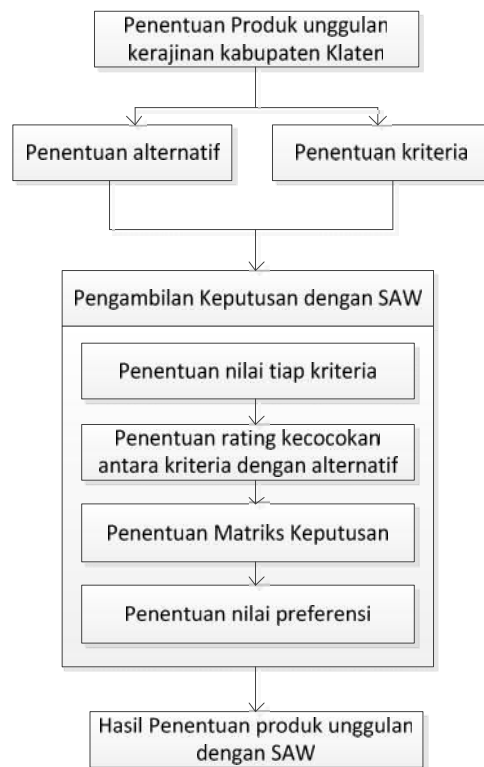 Penentuan Produk unggulan
kerajinan kabupaten Klaten
Penentuan alternatif
Penentuan kriteria
Pengambilan Keputusan dengan SAW
Penentuan nilai tiap kriteria
Penentuan rating kecocokan
antara kriteria dengan alternatif
Penentuan Matriks Keputusan
Penentuan nilai preferensi
Hasil Penentuan produk unggulan
dengan SAW